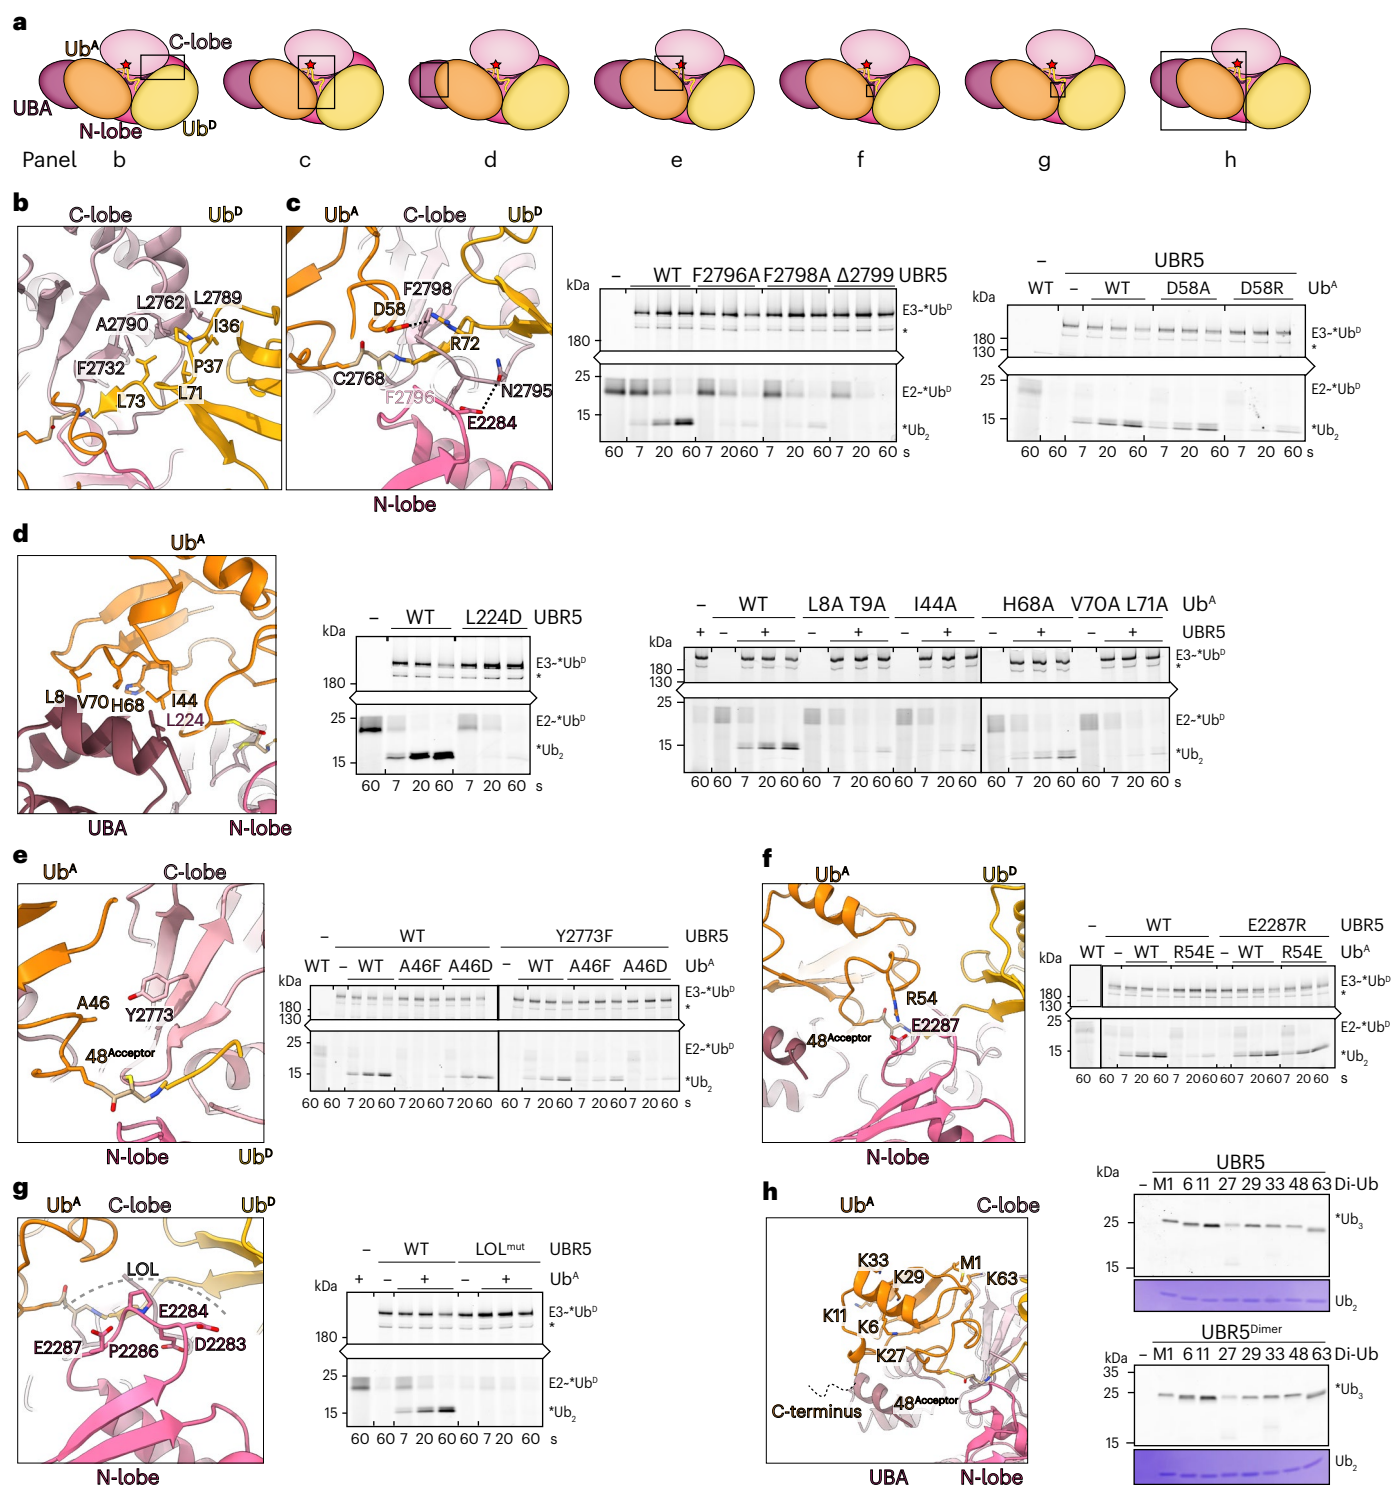 a
Ub^A C-lobe
UBA
N-lobe Ub^D
Panel b c d e f g h
b
C-lobe Ub^D
L2762 L2789
A2790 I36
F2732 P37
L73 L71
c
Ub^A C-lobe Ub^D
F2798
D58
R72
C2768
F2796 N2795
E2284
N-lobe
– WT F2796A F2798A Δ2799 UBR5
kDa
E3~*Ub^D
*
180
25
E2~*Ub^D
15
*Ub2
60 7 20 60 7 20 60 7 20 60 7 20 60 s
– UBR5
WT – WT D58A D58R Ub^A
kDa
E3~*Ub^D
180
130 *
25
E2~*Ub^D
15
*Ub2
60 60 7 20 60 7 20 60 7 20 60 s
d
Ub^A
L8 V70 H68 I44
L224
UBA N-lobe
– WT L224D UBR5
kDa
E3~*Ub^D
*
180
25 E2~*Ub^D
*Ub2
15
60 7 20 60 7 20 60 s
– WT L8A T9A I44A H68A V70A L71A Ub^A
+ – + – + – + – + – + UBR5
kDa
E3~*Ub^D
180 *
130
25
E2~*Ub^D
15 *Ub2
60 60 7 20 60 60 7 20 60 60 7 20 60 60 7 20 60 60 7 20 60 s
e
Ub^A C-lobe
A46
Y2773
48^Acceptor
N-lobe Ub^D
– WT Y2773F UBR5
WT – WT A46F A46D – WT A46F A46D Ub^A
kDa
E3~*Ub^D
180 *
130
25
E2~*Ub^D
15
*Ub2
60 60 7 20 60 7 20 60 7 20 60 60 7 20 60 7 20 60 7 20 60 s
f
Ub^A Ub^D
R54
48^Acceptor E2287
N-lobe
– WT E2287R UBR5
WT – WT R54E – WT R54E Ub^A
kDa
E3~*Ub^D
180 *
130
25
E2~*Ub^D
15 *Ub2
60 60 7 20 60 7 20 60 60 7 20 60 7 20 60 s
g
Ub^A C-lobe Ub^D
LOL
E2284
E2287 P2286 D2283
N-lobe
– WT LOL^mut UBR5
+ – + – + Ub^A
kDa
E3~*Ub^D
*
180
25 E2~*Ub^D
15 *Ub2
60 60 7 20 60 60 7 20 60 s
h
Ub^A C-lobe
K33 M1
K29 K63
K11 K6
K27
C-terminus 48^Acceptor
UBA N-lobe
UBR5
kDa
– M1 6 11 27 29 33 48 63 Di-Ub
25 *Ub3
15
Ub2
UBR5^Dimer
kDa – M1 6 11 27 29 33 48 63 Di-Ub
35
25 *Ub3
15
Ub2